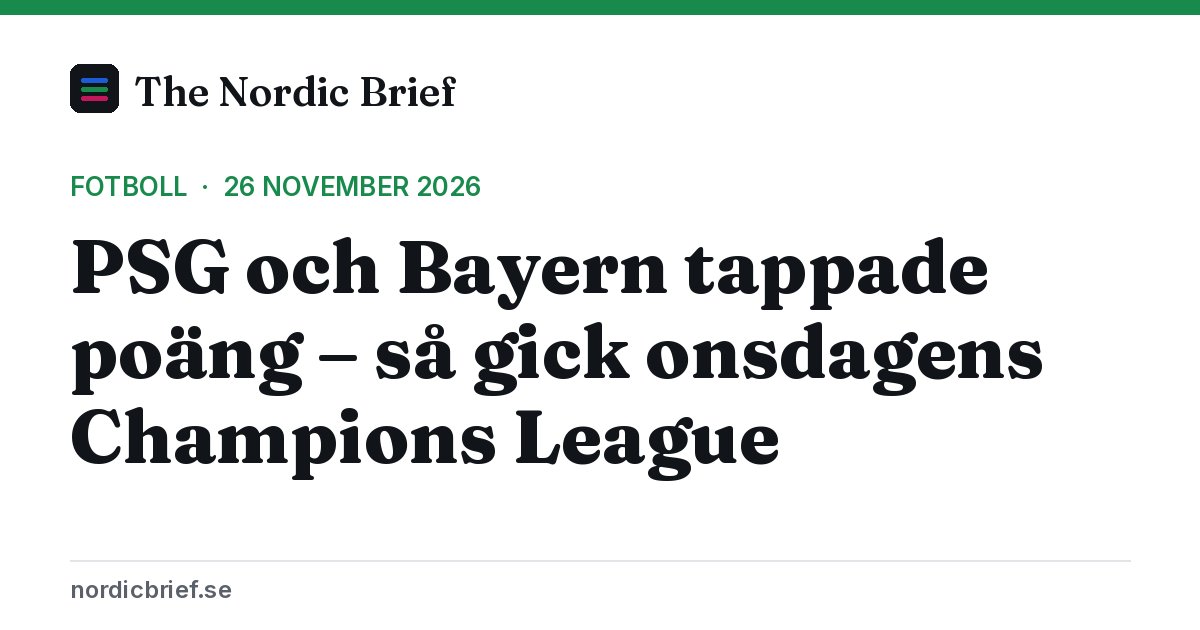 The Nordic Brief
FOTBOLL · 26 NOVEMBER 2026
PSG och Bayern tappade
poäng – så gick onsdagens
Champions League
nordicbrief.se